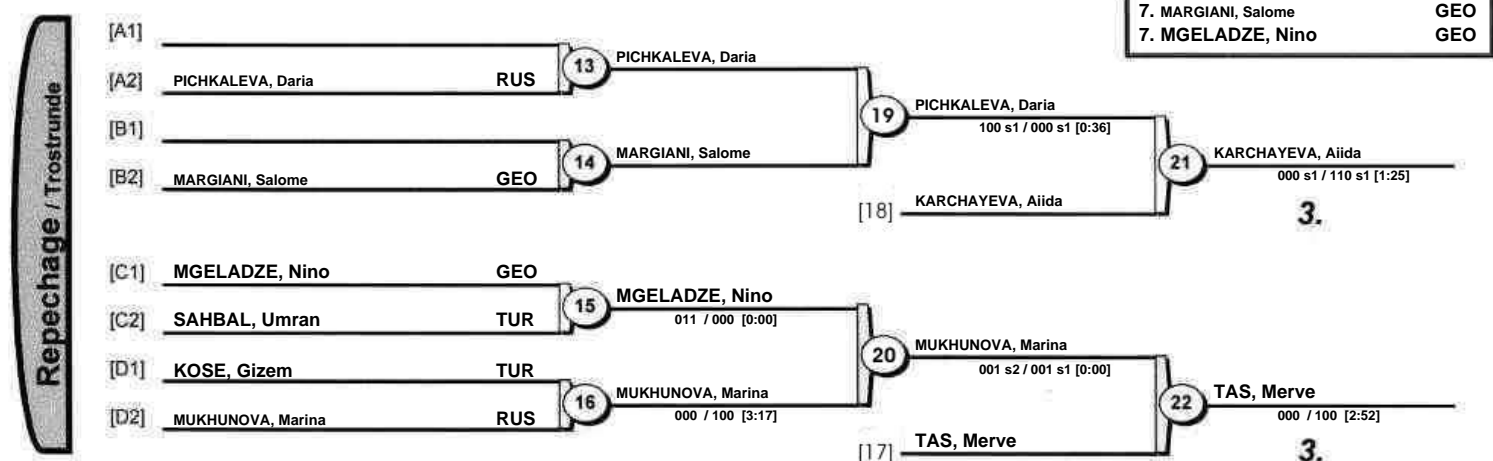 7. MARGIANI, Salome GEO
7. MGELADZE, Nino GEO
Repechage / Trostrunde
[A1]
[A2] PICHKALEVA, Daria RUS
13 PICHKALEVA, Daria
[B1]
[B2] MARGIANI, Salome GEO
14 MARGIANI, Salome
19 PICHKALEVA, Daria
100 s1 / 000 s1 [0:36]
[18] KARCHAYEVA, Aiida
21 KARCHAYEVA, Aiida
000 s1 / 110 s1 [1:25]
3.
[C1] MGELADZE, Nino GEO
[C2] SAHBAL, Umran TUR
15 MGELADZE, Nino
011 / 000 [0:00]
[D1] KOSE, Gizem TUR
[D2] MUKHUNOVA, Marina RUS
16 MUKHUNOVA, Marina
000 / 100 [3:17]
20 MUKHUNOVA, Marina
001 s2 / 001 s1 [0:00]
[17] TAS, Merve
22 TAS, Merve
000 / 100 [2:52]
3.